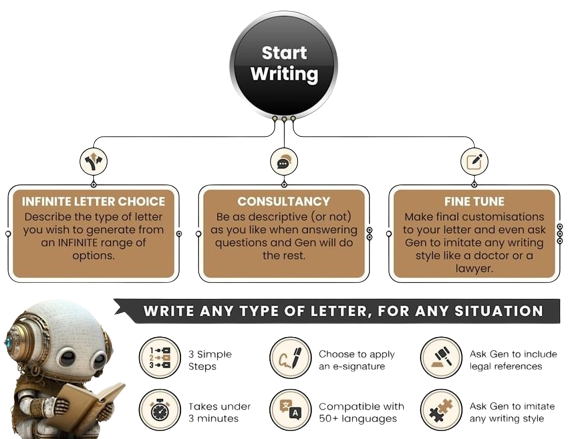 Start
Writing
INFINITE LETTER CHOICE
Describe the type of letter
you wish to generate from
an INFINITE range of
options.
CONSULTANCY
Be as descriptive (or not)
as you like when answering
questions and Gen will do
the rest.
FINE TUNE
Make final customisations
to your letter and even ask
Gen to imitate any writing
style like a doctor or a
lawyer.
WRITE ANY TYPE OF LETTER, FOR ANY SITUATION
1
2
3
3 Simple
Steps
Choose to apply
an e-signature
Ask Gen to include
legal references
Takes under
3 minutes
A
Compatible with
50+ languages
Ask Gen to imitate
any writing style